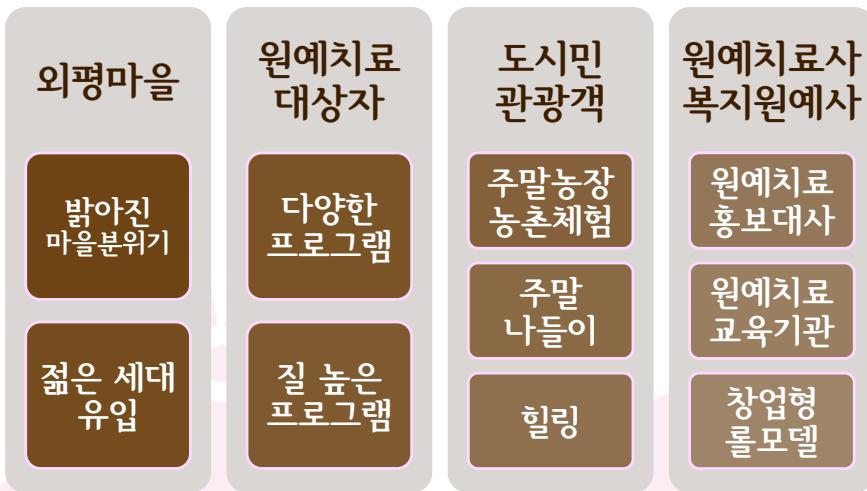 외평마을
밝아진
마을분위기
젊은 세대
유입
원예치료
대상자
다양한
프로그램
질 높은
프로그램
도시민
관광객
주말농장
농촌체험
주말
나들이
힐링
원예치료사
복지원예사
원예치료
홍보대사
원예치료
교육기관
창업형
롤모델